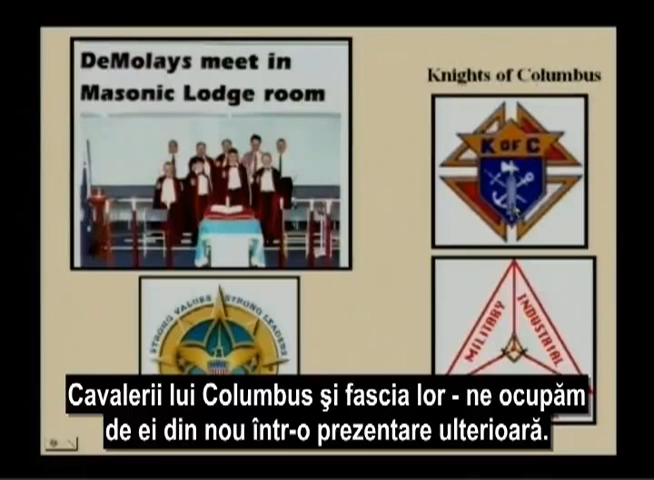 DeMolays meet in
Masonic Lodge room
Knights of Columbus
K OF C
STRONG VALUES STRONG LEADERS
MILITARY
INDUSTRIAL
Cavalerii lui Columbus şi fascia lor - ne ocupăm
de ei din nou într-o prezentare ulterioară.